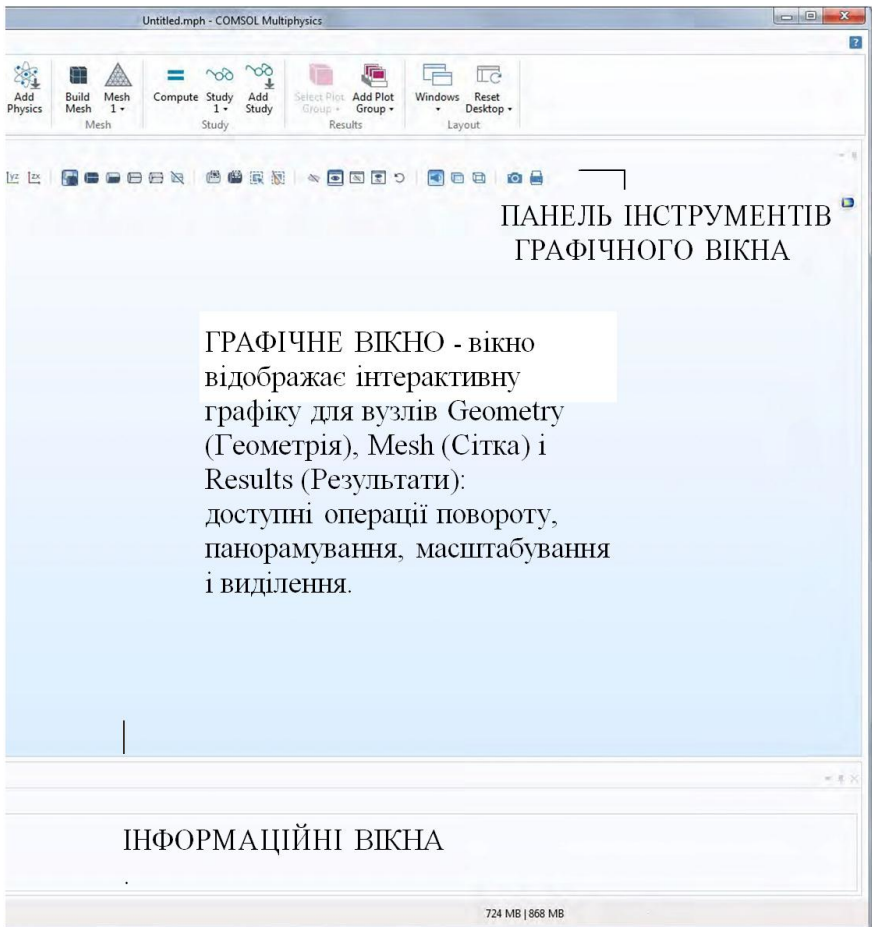 Untitled.mph - COMSOL Multiphysics
Add Physics
Build Mesh
Mesh 1
Mesh
Compute
Study 1
Add Study
Study
Select Plot Group
Add Plot Group
Results
Windows
Reset Desktop
Layout
YZ ZX
ПАНЕЛЬ ІНСТРУМЕНТІВ
ГРАФІЧНОГО ВІКНА
ГРАФІЧНЕ ВІКНО - вікно
відображає інтерактивну
графіку для вузлів Geometry
(Геометрія), Mesh (Сітка) і
Results (Результати):
доступні операції повороту,
панорамування, масштабування
і виділення.
ІНФОРМАЦІЙНІ ВІКНА
.
724 MB | 868 MB